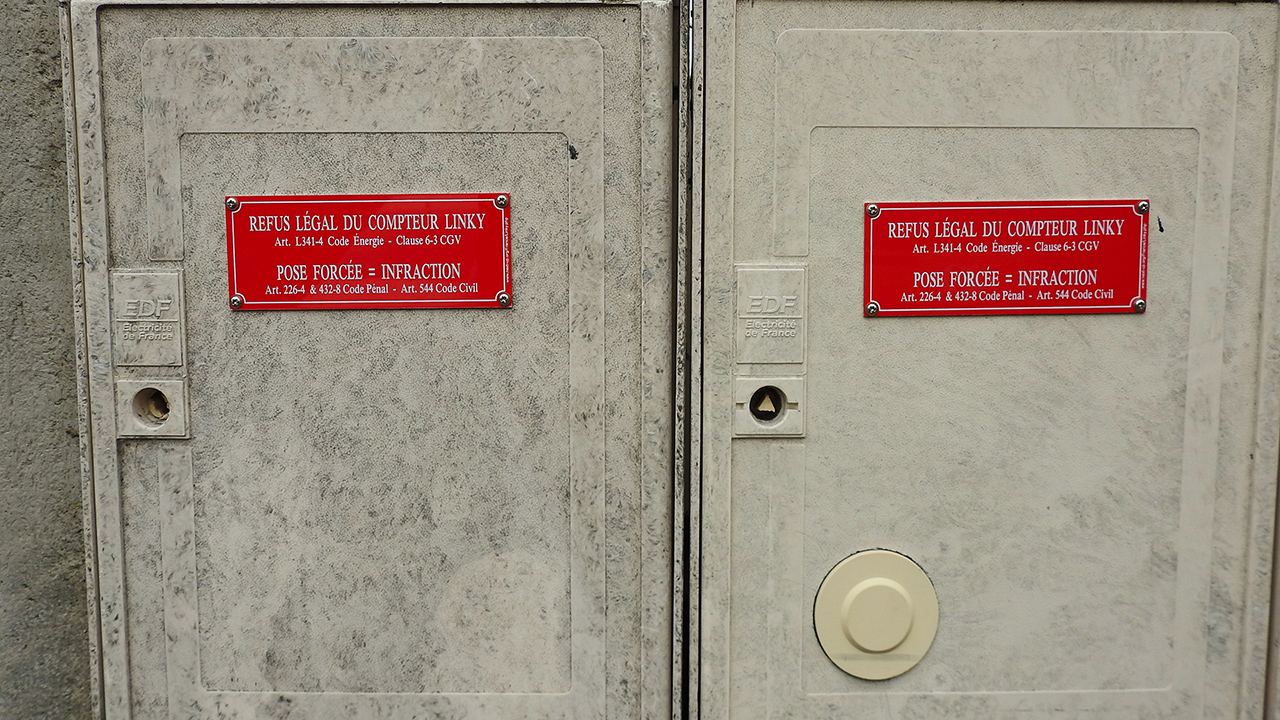 REFUS LÉGAL DU COMPTEUR LINKY
Art. L341-4 Code Énergie - Clause 6-3 CGV
POSE FORCÉE = INFRACTION
Art. 226-4 & 432-8 Code Pénal - Art. 544 Code Civil
EDF
Electricité
de France
REFUS LÉGAL DU COMPTEUR LINKY
Art. L341-4 Code Énergie - Clause 6-3 CGV
POSE FORCÉE = INFRACTION
Art. 226-4 & 432-8 Code Pénal - Art. 544 Code Civil
EDF
Electricité
de France